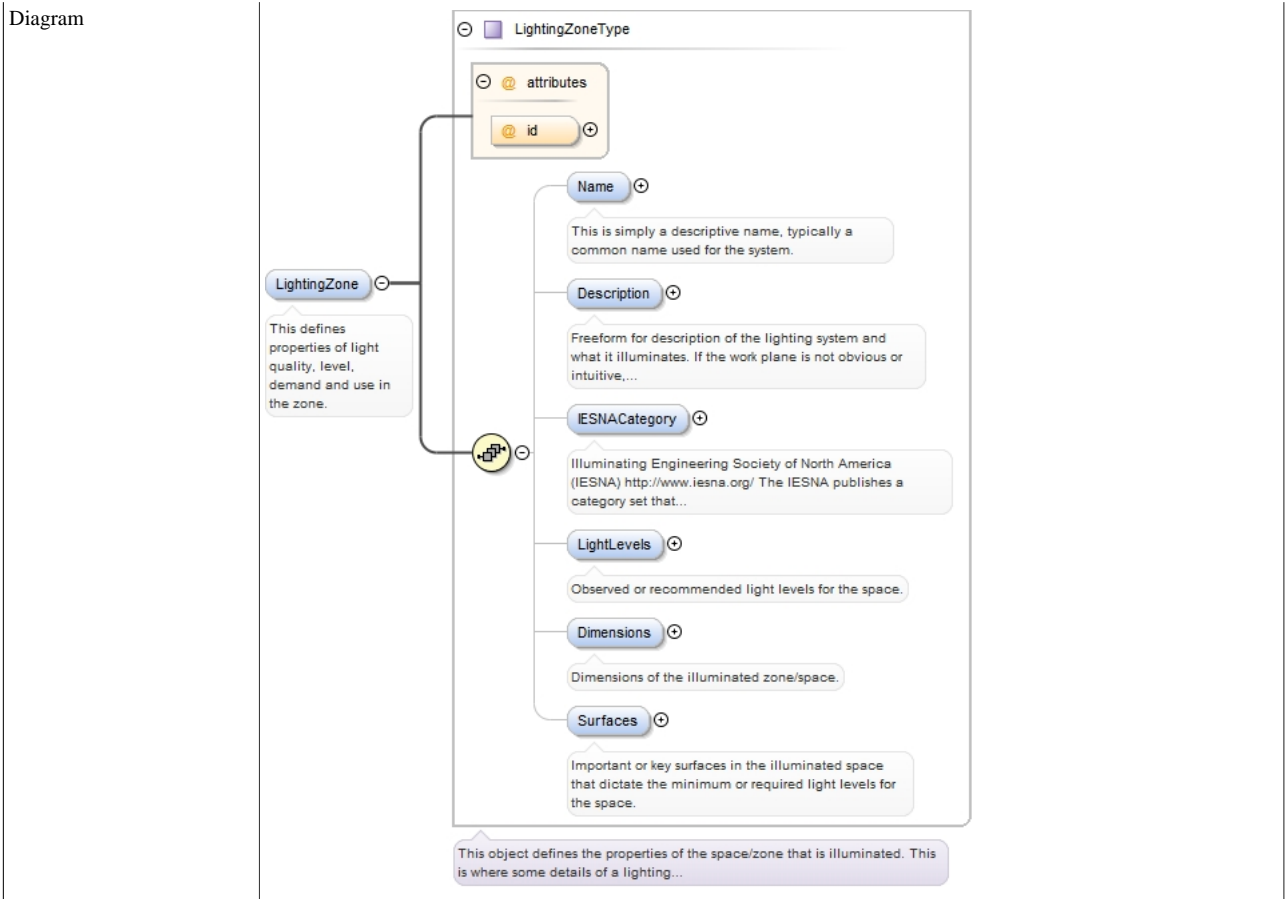 Diagram
LightingZoneType
@ attributes
@ id
Name
This is simply a descriptive name, typically a
common name used for the system.
LightingZone
This defines
properties of light
quality, level,
demand and use in
the zone.
Description
Freeform for description of the lighting system and
what it illuminates. If the work plane is not obvious or
intuitive,...
IESNACategory
Illuminating Engineering Society of North America
(IESNA) http://www.iesna.org/ The IESNA publishes a
category set that...
LightLevels
Observed or recommended light levels for the space.
Dimensions
Dimensions of the illuminated zone/space.
Surfaces
Important or key surfaces in the illuminated space
that dictate the minimum or required light levels for
the space.
This object defines the properties of the space/zone that is illuminated. This
is where some details of a lighting...